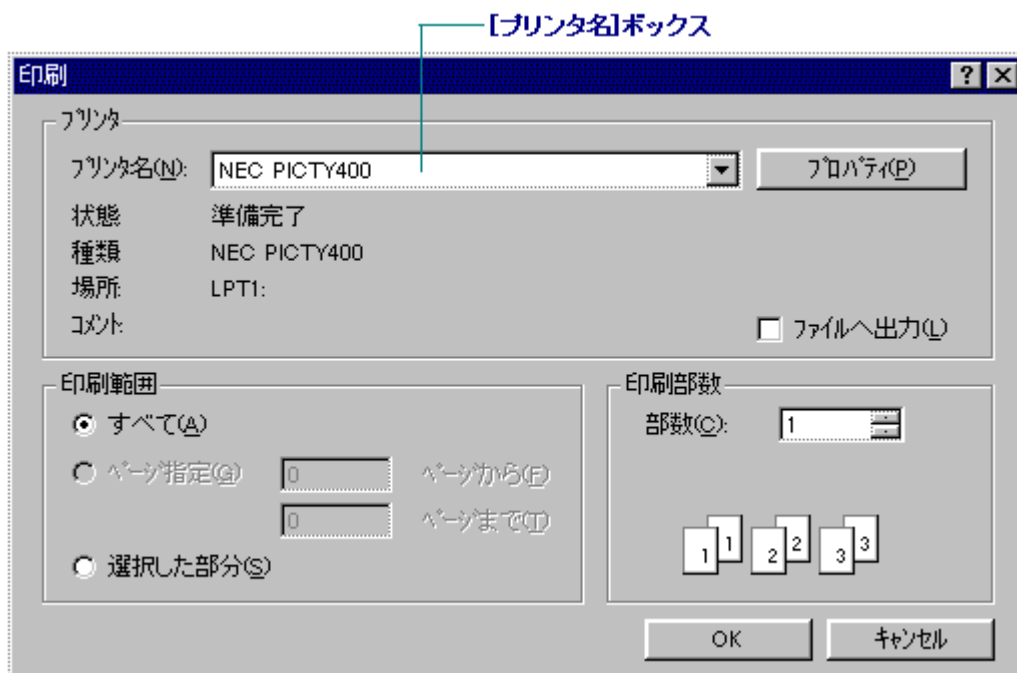 [プリンタ名]ボックス
印刷
プリンタ
プリンタ名(N): NEC PICTY400 プロパティ(P)
状態: 準備完了
種類: NEC PICTY400
場所: LPT1:
コメント:
ファイルへ出力(L)
印刷範囲
すべて(A)
ページ指定(G) 0 ページから(F)
0 ページまで(T)
選択した部分(S)
印刷部数
部数(C): 1
1 1 2 2 3 3
OK キャンセル